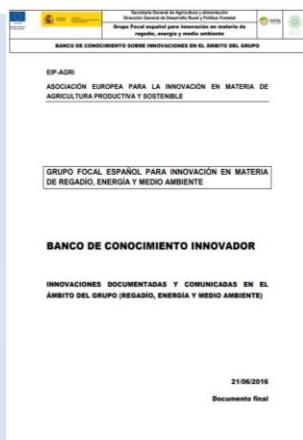 Secretaría General de Agricultura y Alimentación
Dirección General de Desarrollo Rural y Política Forestal
Grupo Focal español para innovación en materia de
regadío, energía y medio ambiente
BANCO DE CONOCIMIENTO SOBRE INNOVACIONES EN EL ÁMBITO DEL GRUPO
EIP-AGRI
ASOCIACIÓN EUROPEA PARA LA INNOVACIÓN EN MATERIA DE
AGRICULTURA PRODUCTIVA Y SOSTENIBLE
GRUPO FOCAL ESPAÑOL PARA INNOVACIÓN EN MATERIA
DE REGADÍO, ENERGÍA Y MEDIO AMBIENTE
BANCO DE CONOCIMIENTO INNOVADOR
INNOVACIONES DOCUMENTADAS Y COMUNICADAS EN EL
ÁMBITO DEL GRUPO (REGADÍO, ENERGÍA Y MEDIO AMBIENTE)
21/06/2016
Documento final